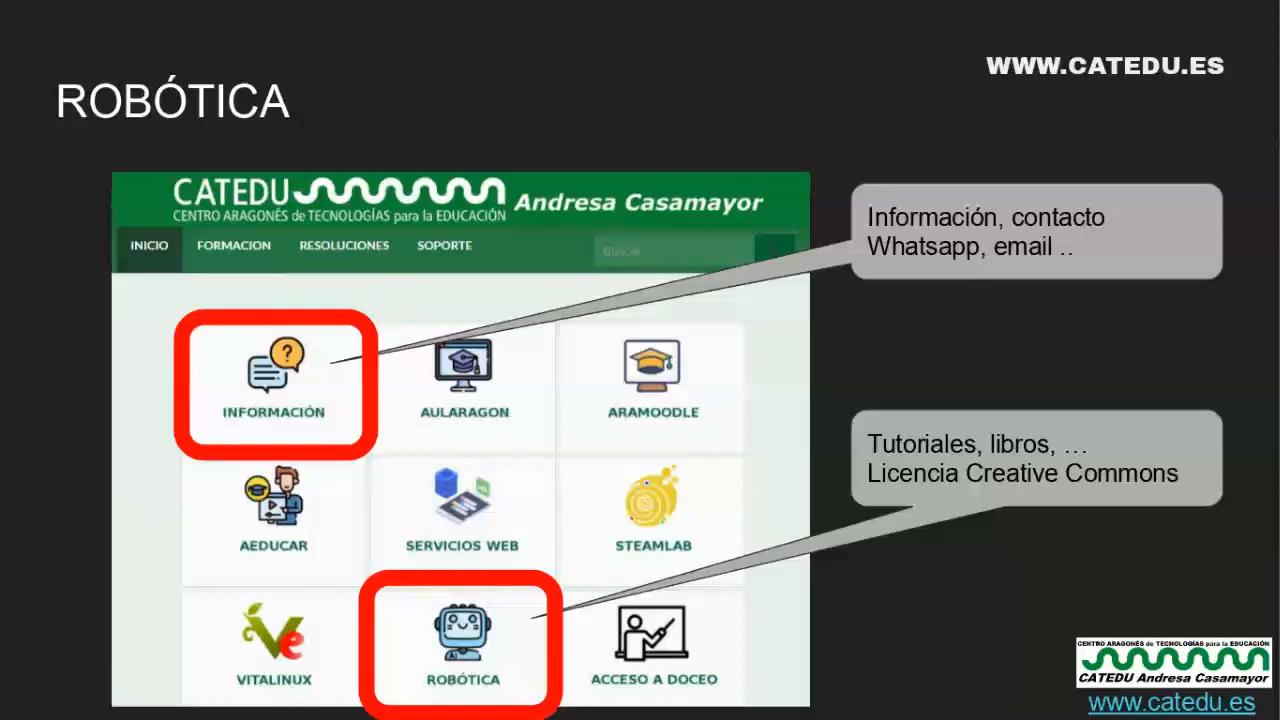 WWW.CATEDU.ES
ROBÓTICA
CATEDU
CENTRO ARAGONÉS de TECNOLOGÍAS para la EDUCACIÓN
Andresa Casamayor
INICIO FORMACION RESOLUCIONES SOPORTE Buscar
Información, contacto
Whatsapp, email ..
INFORMACIÓN AULARAGON ARAMOODLE
Tutoriales, libros, …
Licencia Creative Commons
AEDUCAR SERVICIOS WEB STEAMLAB
AI
VITALINUX ROBÓTICA ACCESO A DOCEO
CENTRO ARAGONÉS de TECNOLOGÍAS para la EDUCACIÓN
CATEDU Andresa Casamayor
www.catedu.es